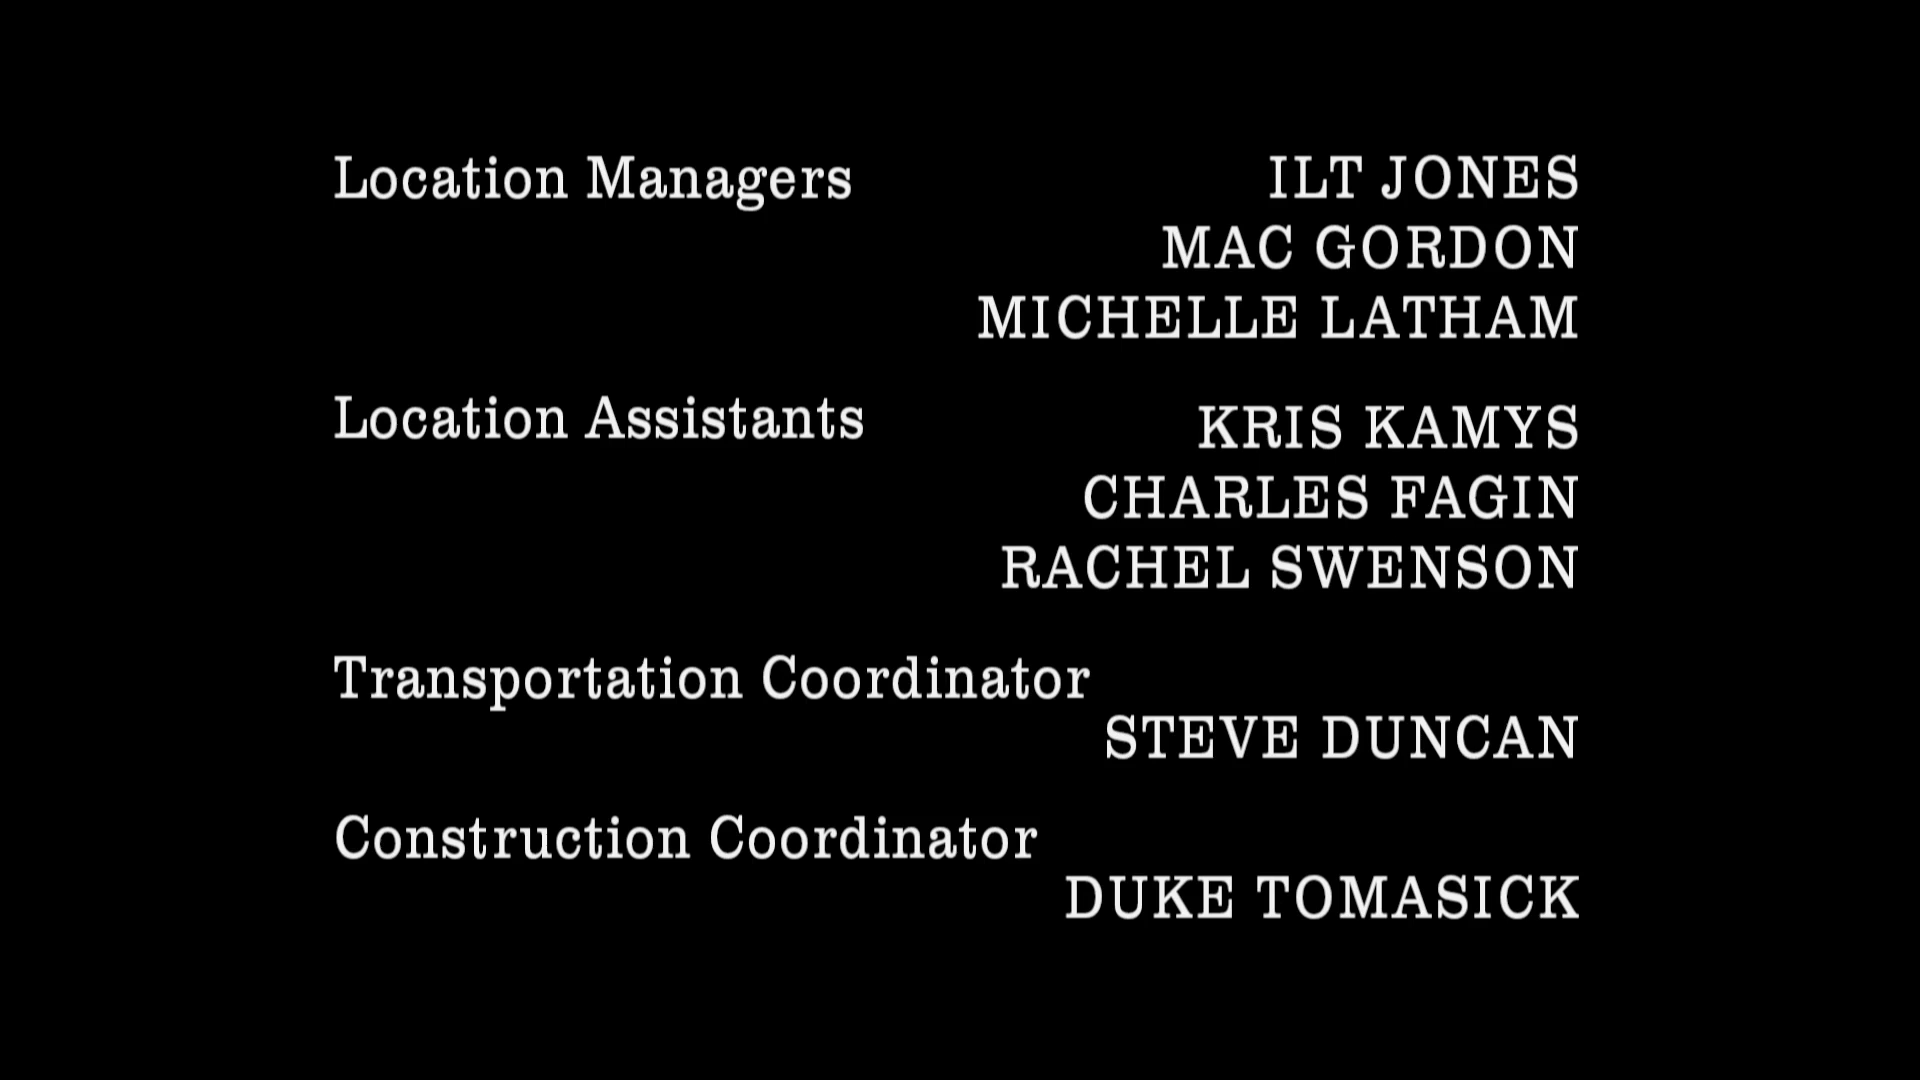 Location Managers ILT JONES
MAC GORDON
MICHELLE LATHAM
Location Assistants KRIS KAMYS
CHARLES FAGIN
RACHEL SWENSON
Transportation Coordinator
STEVE DUNCAN
Construction Coordinator
DUKE TOMASICK